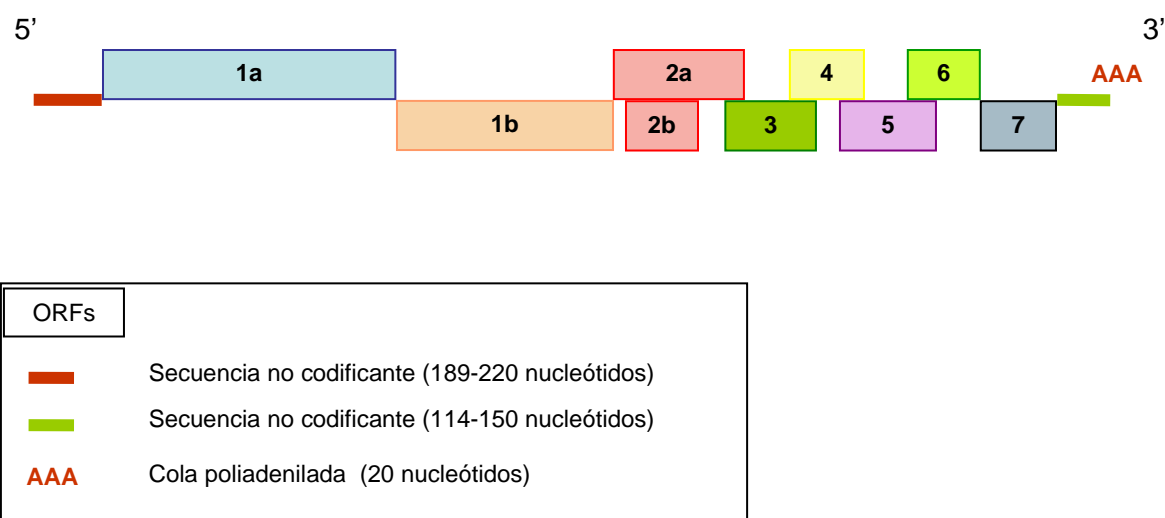 5’ 3’
1a 2a 4 6 AAA
1b 2b 3 5 7
ORFs
Secuencia no codificante (189-220 nucleótidos)
Secuencia no codificante (114-150 nucleótidos)
AAA Cola poliadenilada (20 nucleótidos)